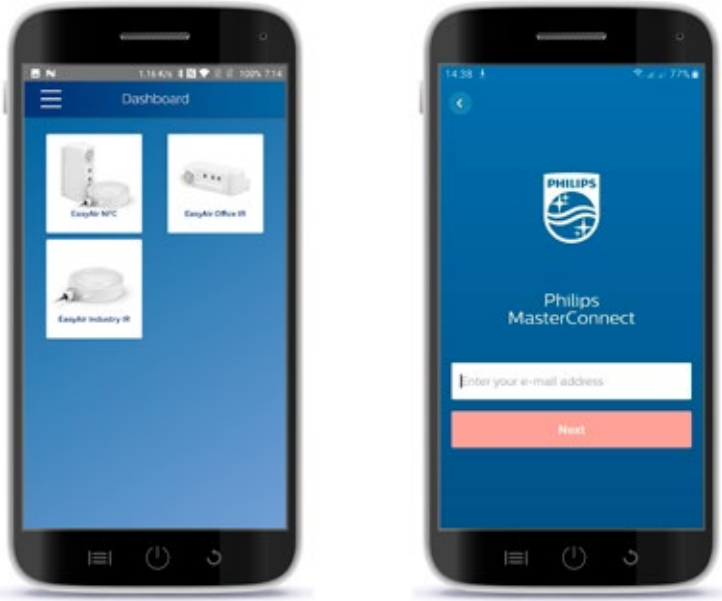 1.16 K/s
100% 7:14
Dashboard
EasyAir NFC
EasyAir Office IR
EasyAir Industry IR
14:38
77%
PHILIPS
Philips
MasterConnect
Enter your e-mail address
Next